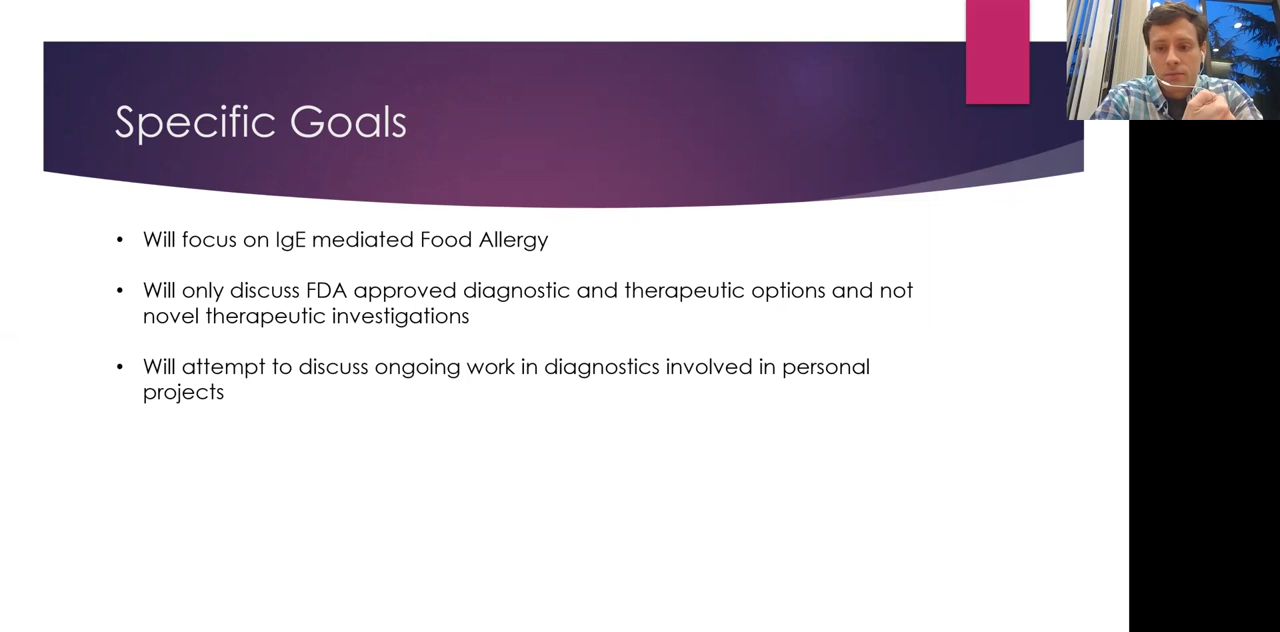 Specific Goals
• Will focus on IgE mediated Food Allergy
• Will only discuss FDA approved diagnostic and therapeutic options and not
novel therapeutic investigations
• Will attempt to discuss ongoing work in diagnostics involved in personal
projects